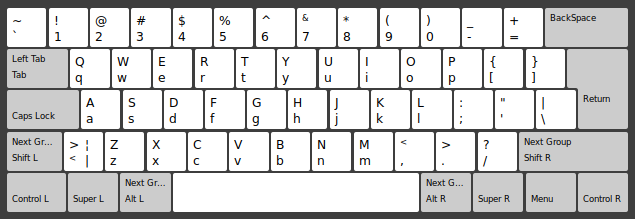 ~ ! @ # $ % ^ & * ( ) _ + BackSpace
` 1 2 3 4 5 6 7 8 9 0 - =
Left Tab Q W E R T Y U I O P { }
Tab q w e r t y u i o p [ ]
Return
A S D F G H J K L : " |
Caps Lock a s d f g h j k l ; ' \
Next Gr... > ¦ Z X C V B N M < > ? Next Group
Shift L < | z x c v b n m , . / Shift R
Next Gr... Next G...
Control L Super L Alt L Alt R Super R Menu Control R